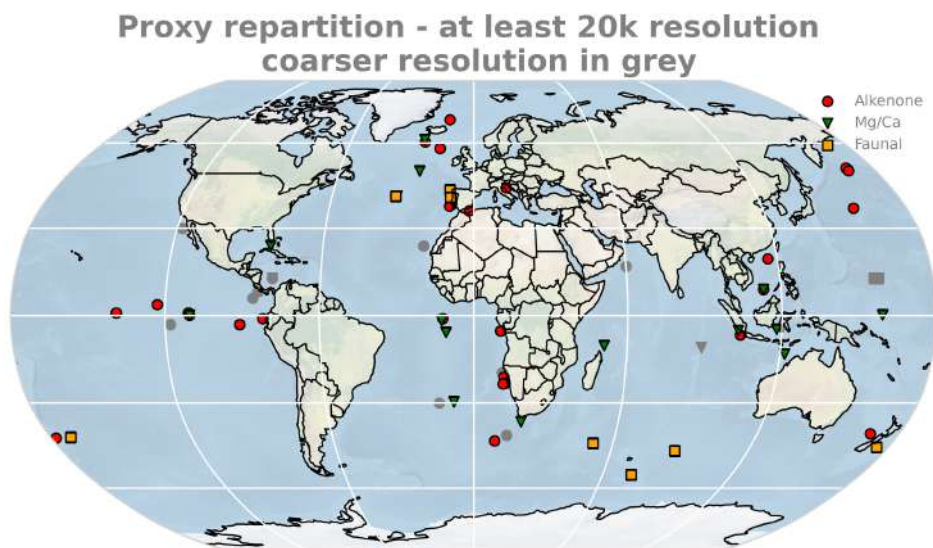 Proxy repartition - at least 20k resolution
coarser resolution in grey
Alkenone
Mg/Ca
Faunal